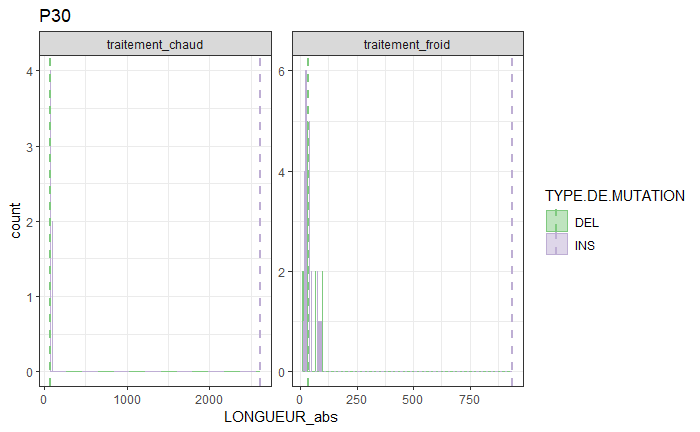 P30
traitement_chaud
traitement_froid
4
3
2
1
0
6
4
2
0
count
0
1000
2000
0
250
500
750
LONGUEUR_abs
TYPE.DE.MUTATION
DEL
INS